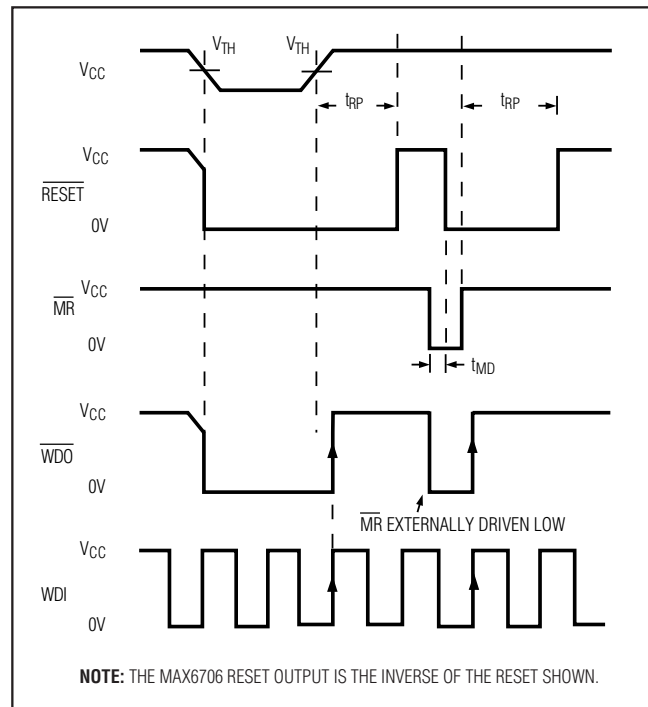 VTH VTH
VCC
tRP tRP
VCC
RESET
0V
VCC
MR
0V
tMD
VCC
WDO
0V
MR EXTERNALLY DRIVEN LOW
VCC
WDI
0V
NOTE: THE MAX6706 RESET OUTPUT IS THE INVERSE OF THE RESET SHOWN.